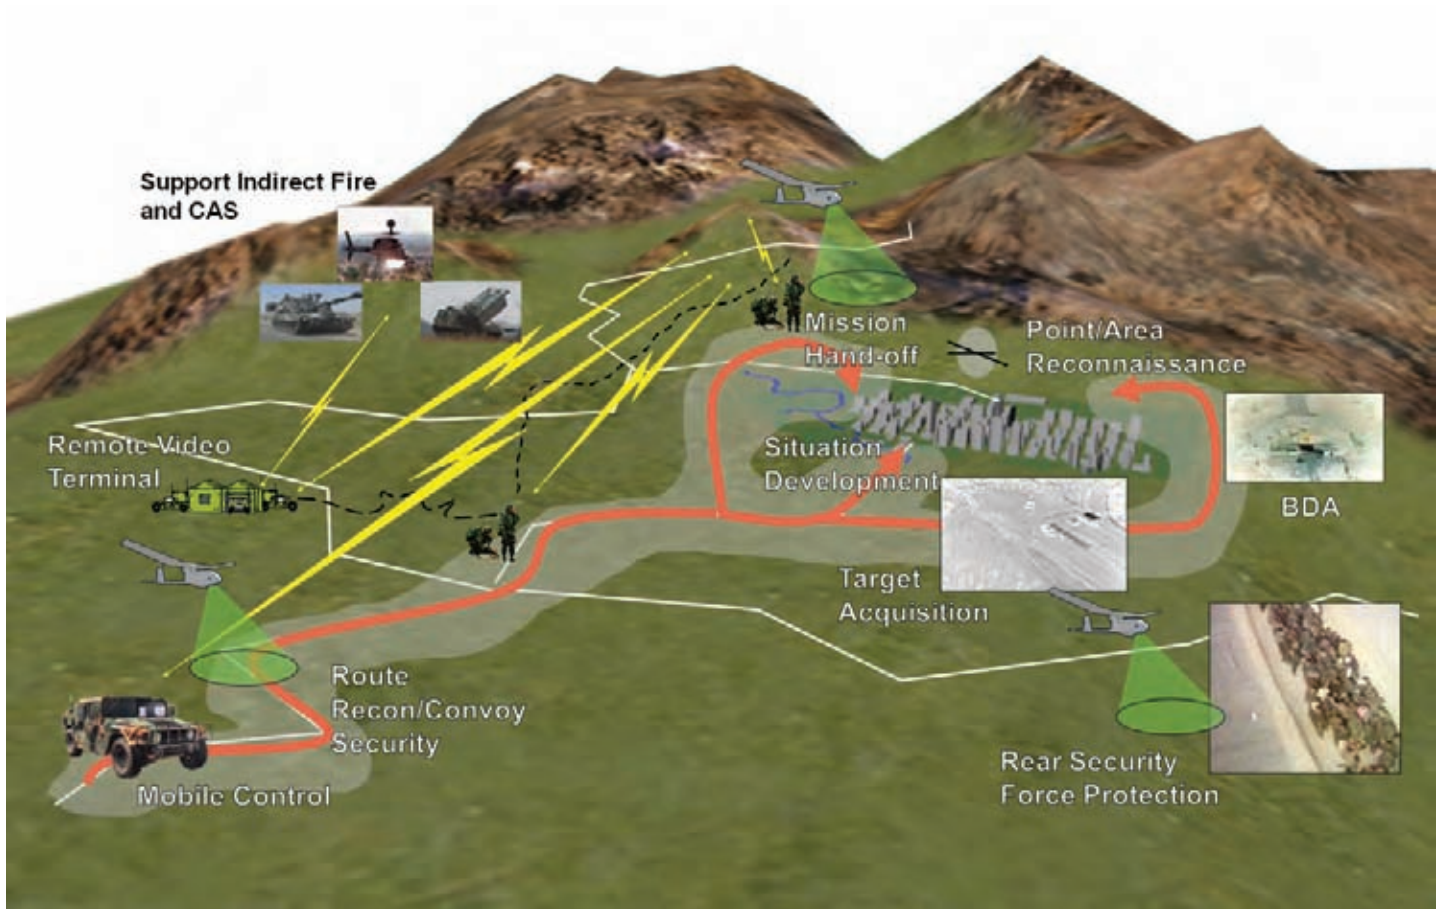 Support Indirect Fire
and CAS
Mission
Hand-off
Point/Area
Reconnaissance
Remote Video
Terminal
Situation
Development
BDA
Target
Acquisition
Route
Recon/Convoy
Security
Rear Security
Force Protection
Mobile Control